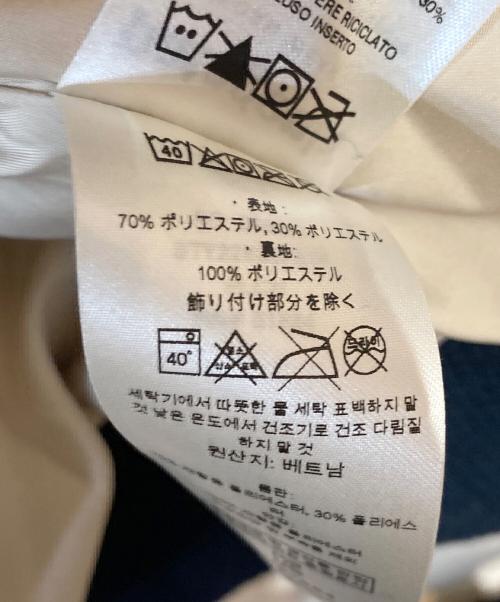 30%
ERE RICICLATO
LUSO INSERTO
40
・表地:
70% ポリエステル, 30% ポリエステル
・裏地:
100% ポリエステル
飾り付け部分を除く
40°
드라이
세탁기에서 따뜻한 물 세탁 표백하지 말
것 낮은 온도에서 건조기로 건조 다림질
하지 말 것
원산지: 베트남
30% 폴리에스